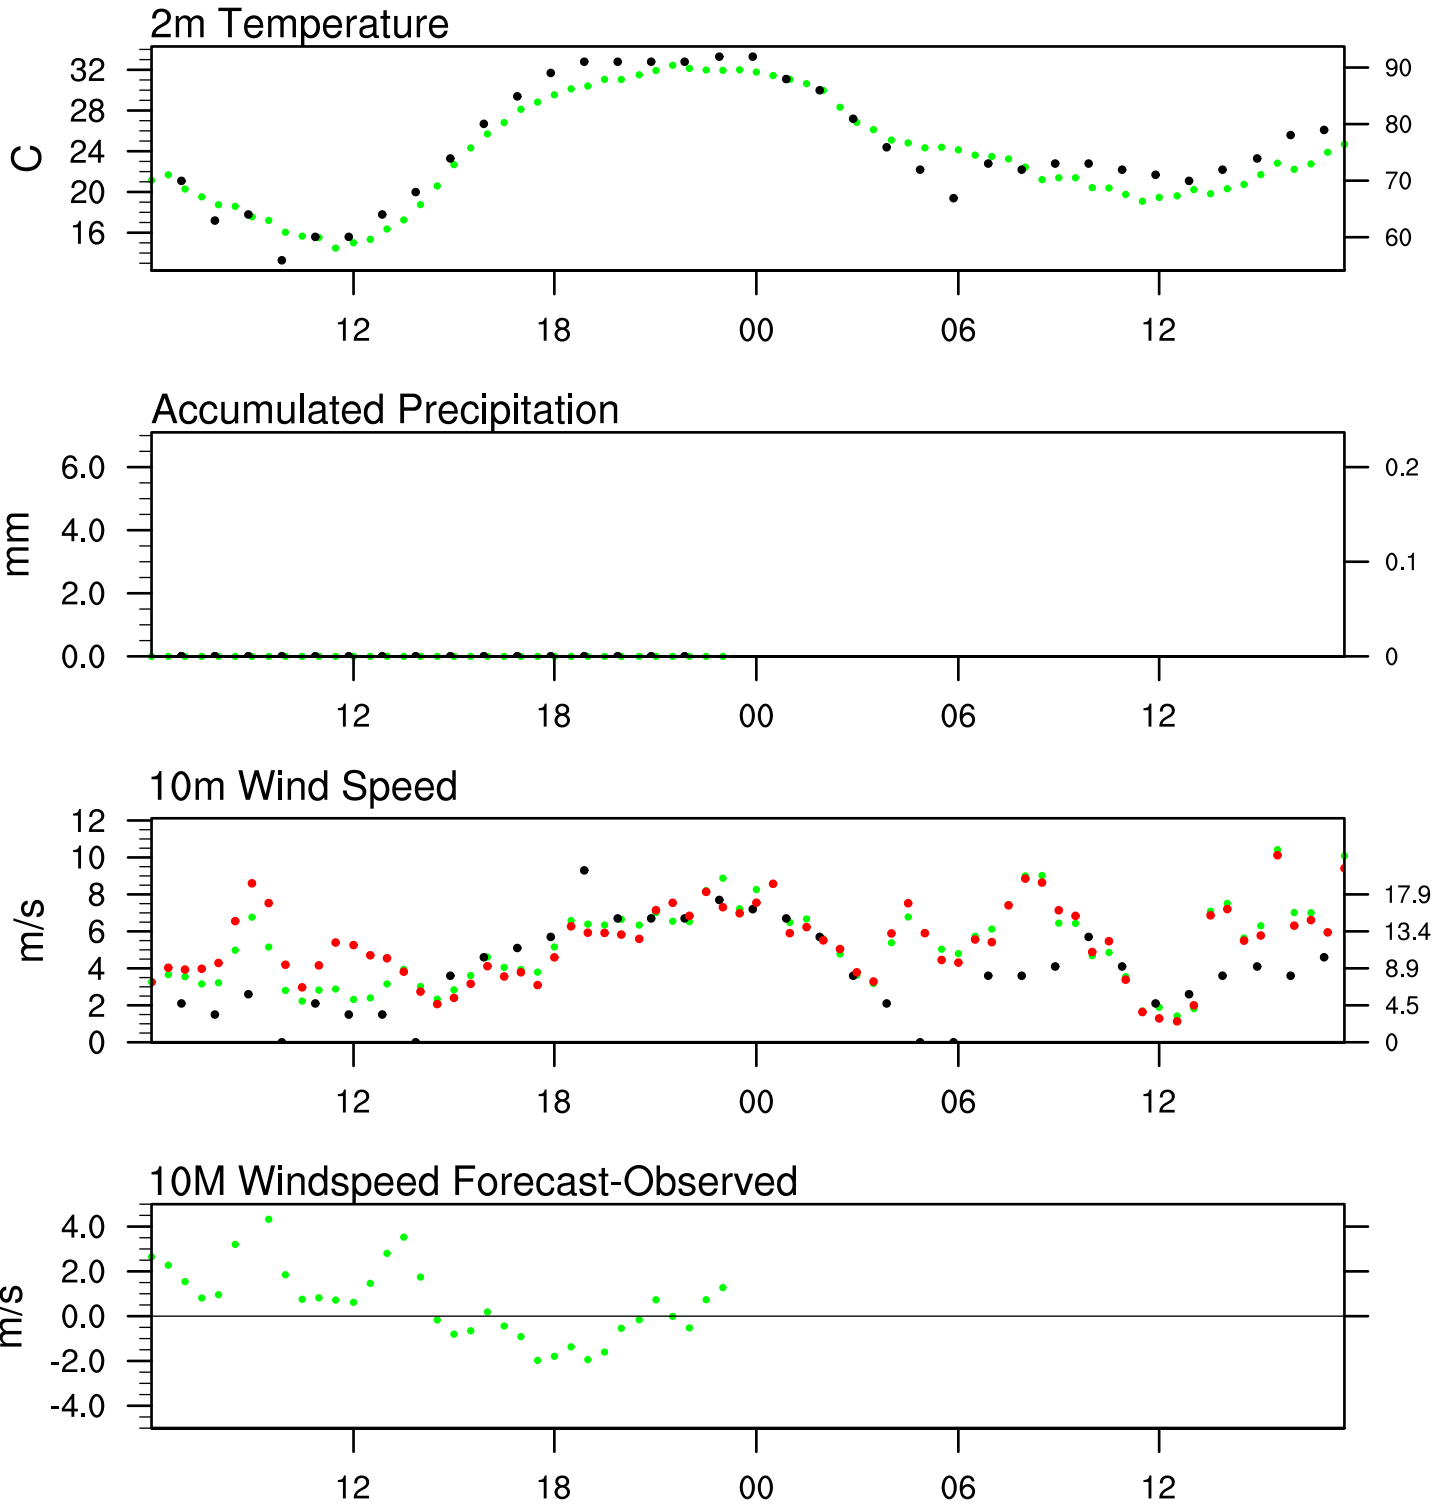 2m Temperature
C
32
28
24
20
16
90
80
70
60
12 18 00 06 12
Accumulated Precipitation
mm
6.0
4.0
2.0
0.0
0.2
0.1
0
12 18 00 06 12
10m Wind Speed
m/s
12
10
8
6
4
2
0
17.9
13.4
8.9
4.5
0
12 18 00 06 12
10M Windspeed Forecast-Observed
m/s
4.0
2.0
0.0
-2.0
-4.0
12 18 00 06 12